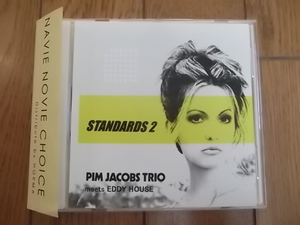 NAVIE NOVIE CHOICE
STANDARDS 2
PIM JACOBS TRIO
meets EDDY HOUSE